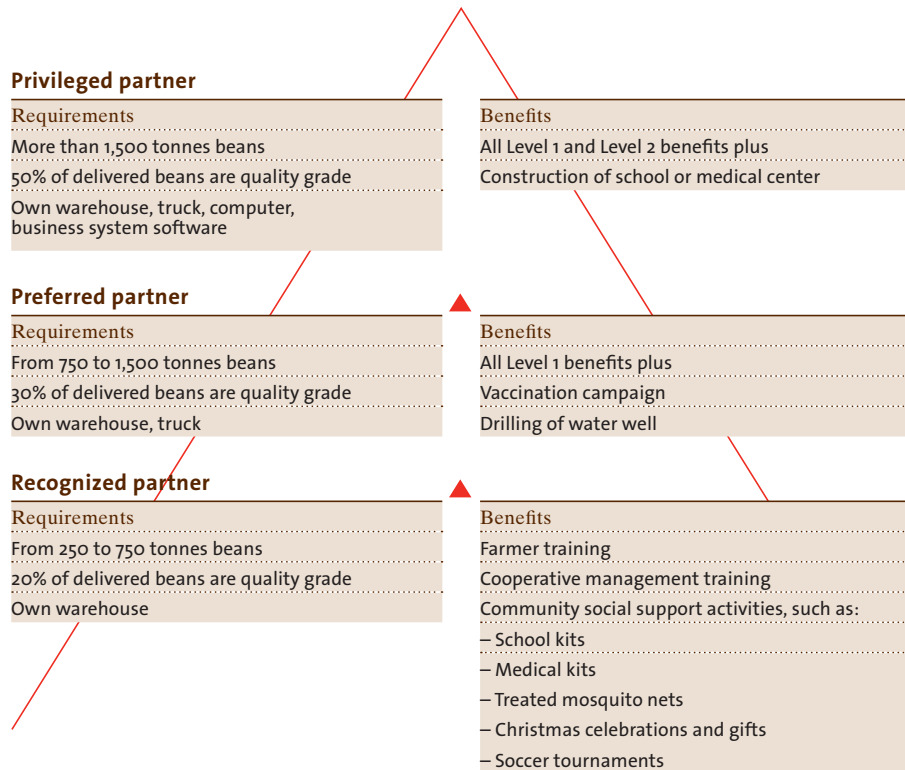 Privileged partner
Requirements
More than 1,500 tonnes beans
50% of delivered beans are quality grade
Own warehouse, truck, computer,
business system software
Benefits
All Level 1 and Level 2 benefits plus
Construction of school or medical center
Preferred partner
Requirements
From 750 to 1,500 tonnes beans
30% of delivered beans are quality grade
Own warehouse, truck
Benefits
All Level 1 benefits plus
Vaccination campaign
Drilling of water well
Recognized partner
Requirements
From 250 to 750 tonnes beans
20% of delivered beans are quality grade
Own warehouse
Benefits
Farmer training
Cooperative management training
Community social support activities, such as:
– School kits
– Medical kits
– Treated mosquito nets
– Christmas celebrations and gifts
– Soccer tournaments